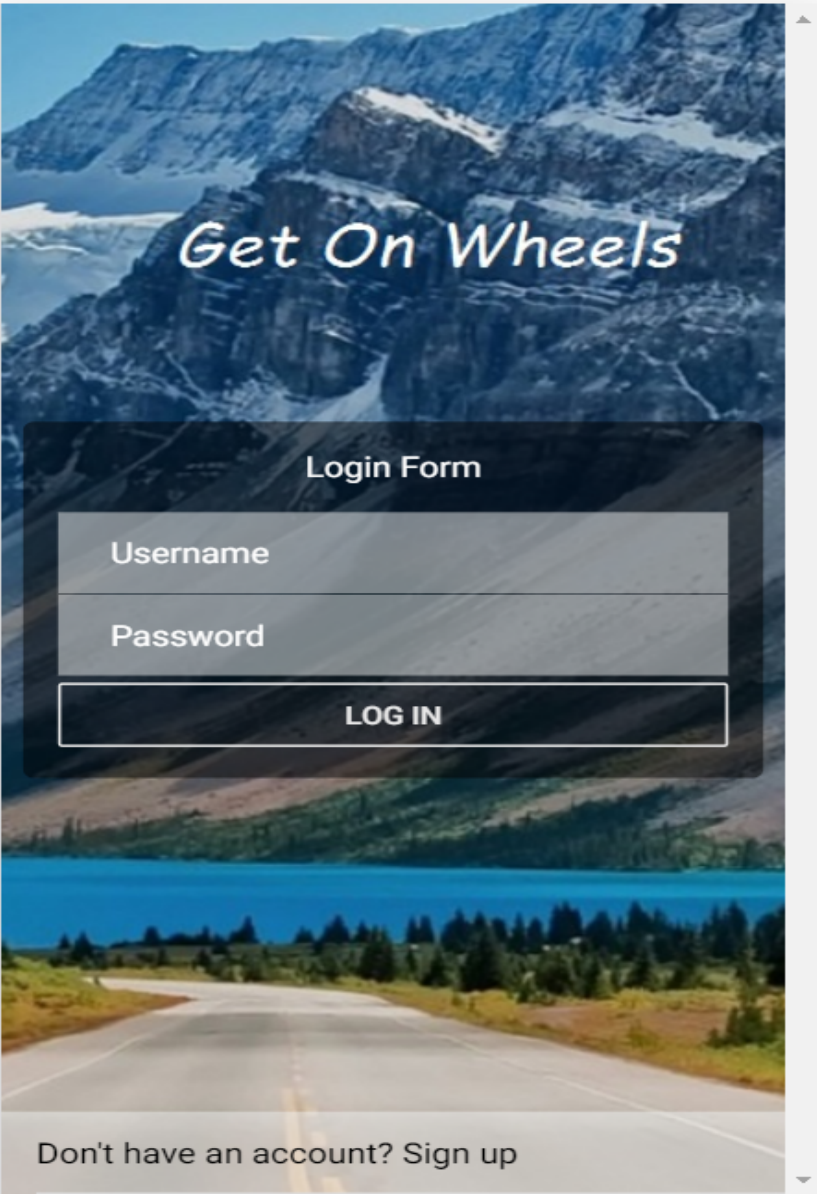 Get On Wheels
Login Form
Username
Password
LOG IN
Don't have an account? Sign up